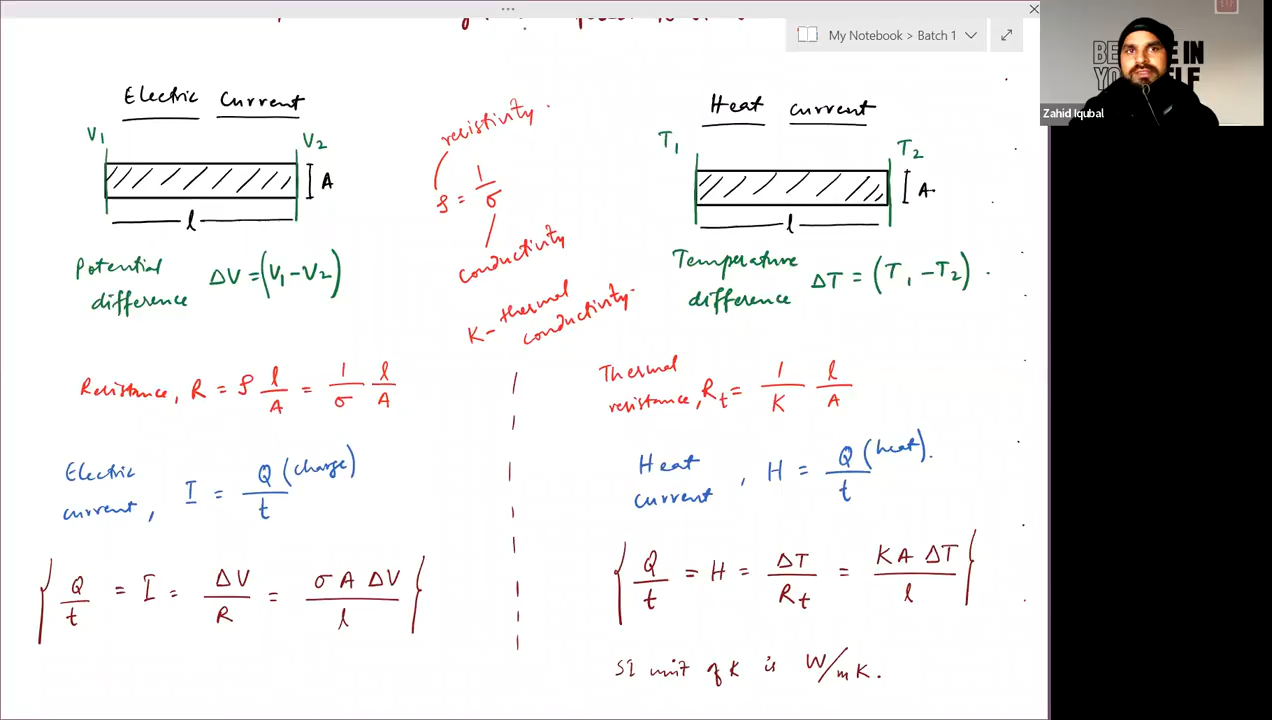 My Notebook > Batch 1
Zahid Iqubal
Electric Current
V₁ V₂
A
l
Potential difference ΔV = (V₁ - V₂)
resistivity
ρ = 1/σ
conductivity
K - thermal conductivity
Heat current
T₁ T₂
A
l
Temperature difference ΔT = (T₁ - T₂)
Resistance, R = ρ l/A = 1/σ l/A
Electric current, I = Q (charge)/t
{ Q/t = I = ΔV/R = σ A ΔV/l }
Thermal resistance, Rt = 1/K l/A
Heat current, H = Q (heat)/t
{ Q/t = H = ΔT/Rt = K A ΔT/l }
SI unit of K is W/mK.